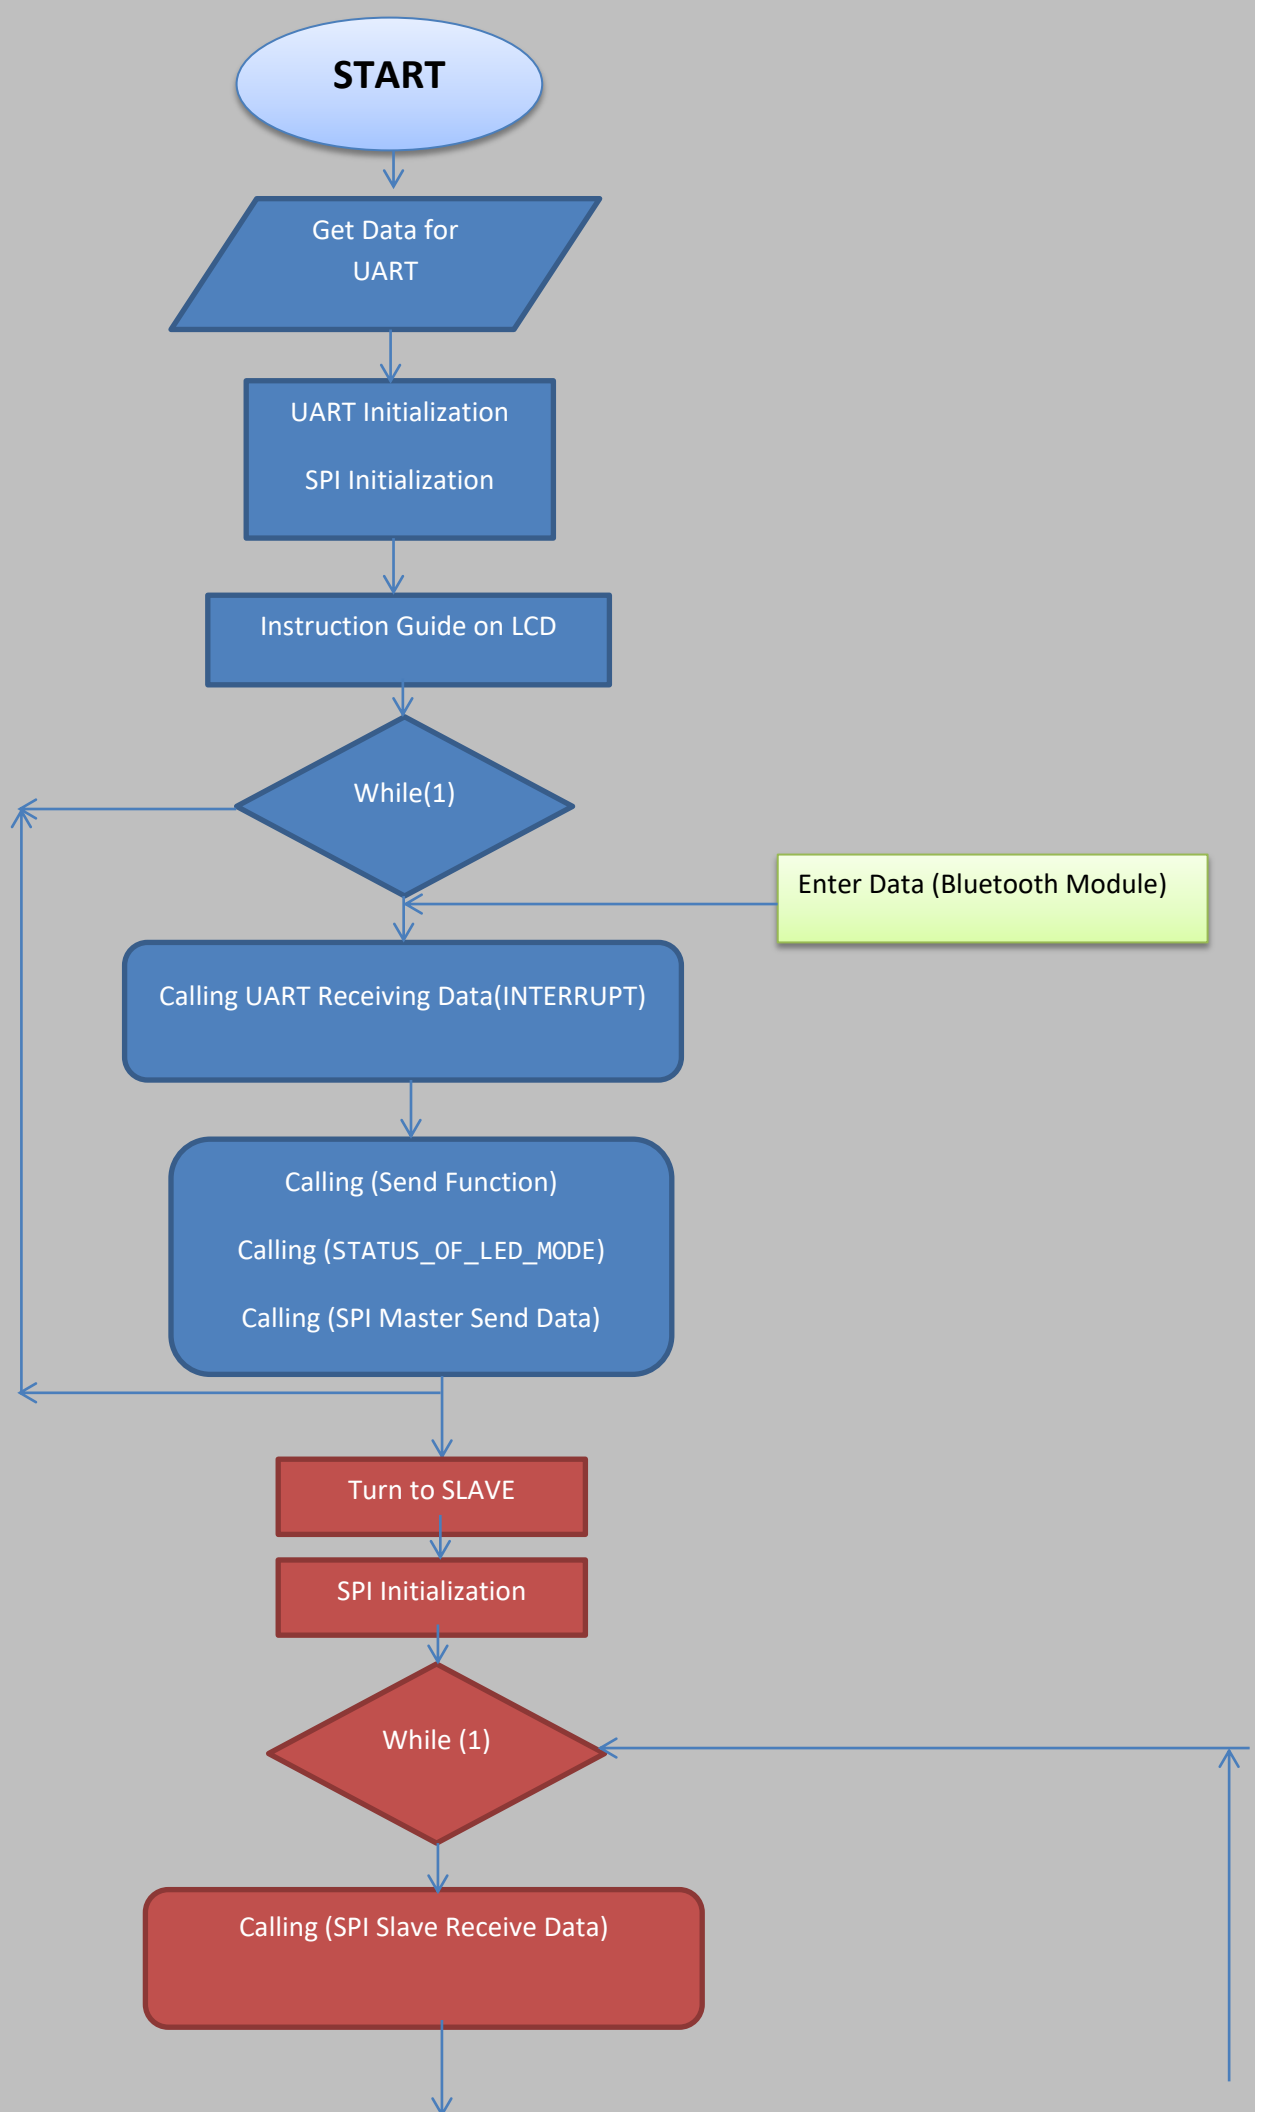 START
Get Data for
UART
UART Initialization
SPI Initialization
Instruction Guide on LCD
While(1)
Enter Data (Bluetooth Module)
Calling UART Receiving Data(INTERRUPT)
Calling (Send Function)
Calling (STATUS_OF_LED_MODE)
Calling (SPI Master Send Data)
Turn to SLAVE
SPI Initialization
While (1)
Calling (SPI Slave Receive Data)